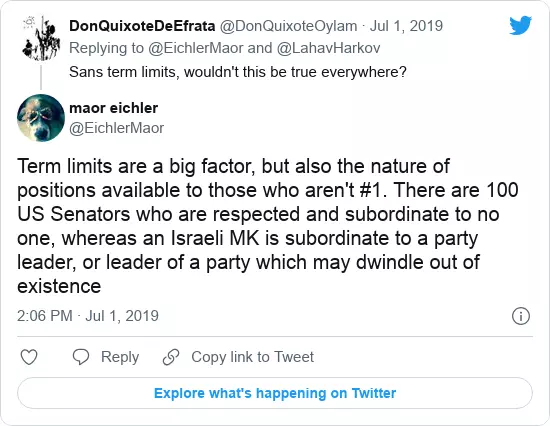 DonQuixoteDeEfrata @DonQuixoteOylam · Jul 1, 2019
Replying to @EichlerMaor and @LahavHarkov
Sans term limits, wouldn't this be true everywhere?
maor eichler
@EichlerMaor
Term limits are a big factor, but also the nature of
positions available to those who aren't #1. There are 100
US Senators who are respected and subordinate to no
one, whereas an Israeli MK is subordinate to a party
leader, or leader of a party which may dwindle out of
existence
2:06 PM · Jul 1, 2019
Reply Copy link to Tweet
Explore what's happening on Twitter